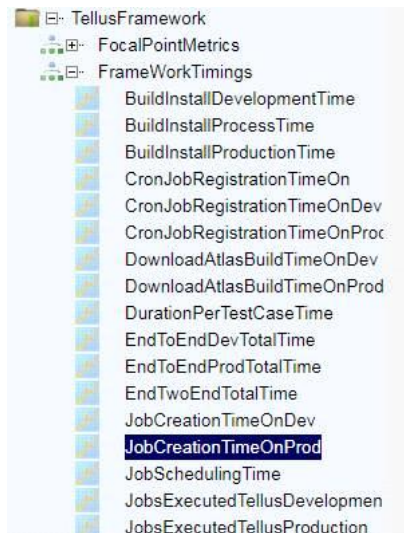 TellusFramework
FocalPointMetrics
FrameWorkTimings
BuildInstallDevelopmentTime
BuildInstallProcessTime
BuildInstallProductionTime
CronJobRegistrationTimeOn
CronJobRegistrationTimeOnDev
CronJobRegistrationTimeOnProc
DownloadAtlasBuildTimeOnDev
DownloadAtlasBuildTimeOnProd
DurationPerTestCaseTime
EndToEndDevTotalTime
EndToEndProdTotalTime
EndTwoEndTotalTime
JobCreationTimeOnDev
JobCreationTimeOnProd
JobSchedulingTime
JobsExecutedTellusDevelopmen
JobsExecutedTellusProduction